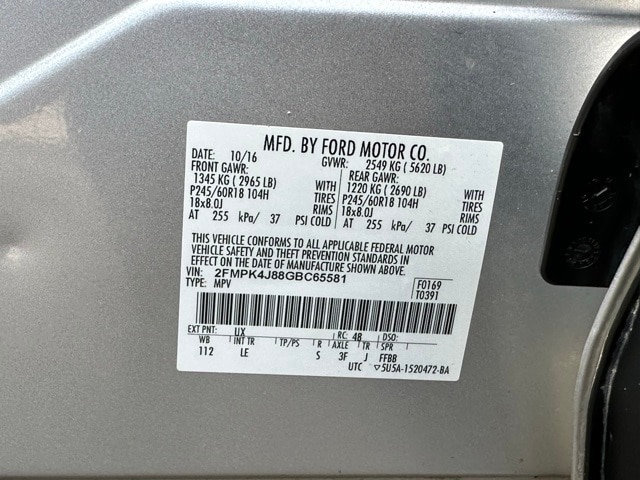 MFD. BY FORD MOTOR CO.
DATE: 10/16 GVWR: 2549 KG ( 5620 LB)
FRONT GAWR: REAR GAWR:
1345 KG ( 2965 LB) WITH 1220 KG ( 2690 LB) WITH
P245/60R18 104H TIRES P245/60R18 104H TIRES
18x8.0J RIMS 18x8.0J RIMS
AT 255 kPa/ 37 PSI COLD AT 255 kPa/ 37 PSI COLD
THIS VEHICLE CONFORMS TO ALL APPLICABLE FEDERAL MOTOR
VEHICLE SAFETY AND THEFT PREVENTION STANDARDS IN
EFFECT ON THE DATE OF MANUFACTURE SHOWN ABOVE.
VIN: 2FMPK4J88GBC65581 F0169
TYPE: MPV T0391
EXT PNT: UX RC: 48 DSO:
WB INT TR TP/PS R AXLE TR SPR
112 LE S 3F J FFBB
UTC ▽5U5A-1520472-BA